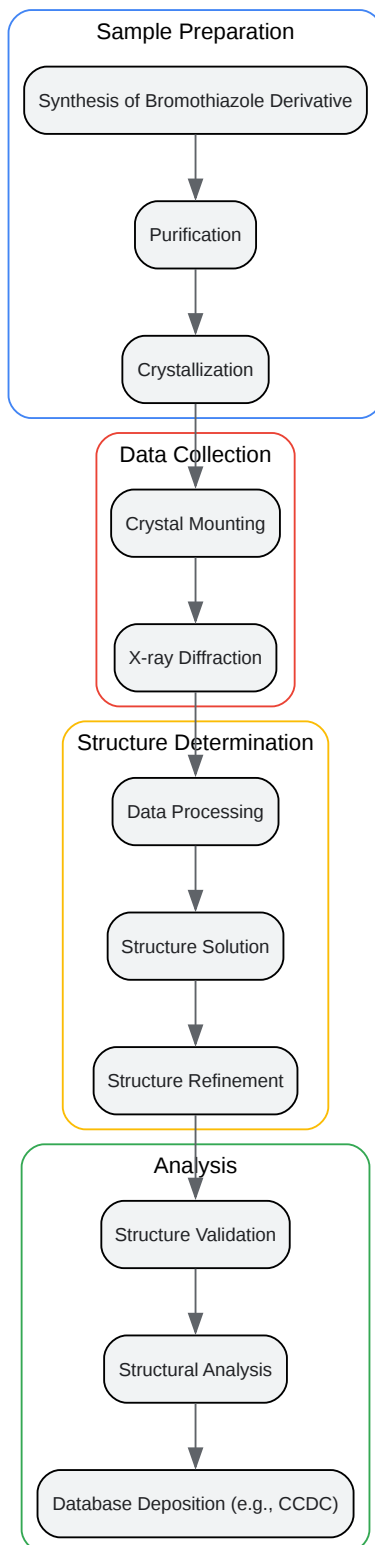 Sample Preparation
Synthesis of Bromothiazole Derivative
Purification
Crystallization
Data Collection
Crystal Mounting
X-ray Diffraction
Structure Determination
Data Processing
Structure Solution
Structure Refinement
Analysis
Structure Validation
Structural Analysis
Database Deposition (e.g., CCDC)